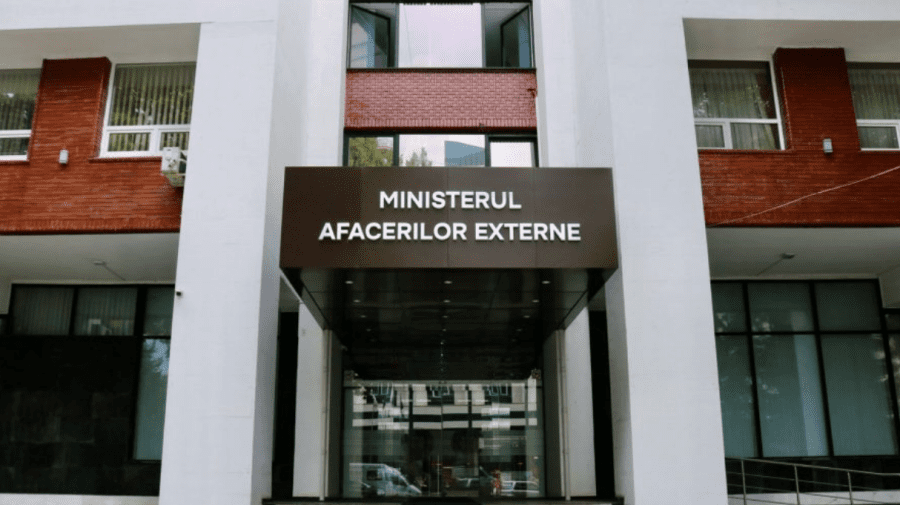 MINISTERUL
AFACERILOR EXTERNE